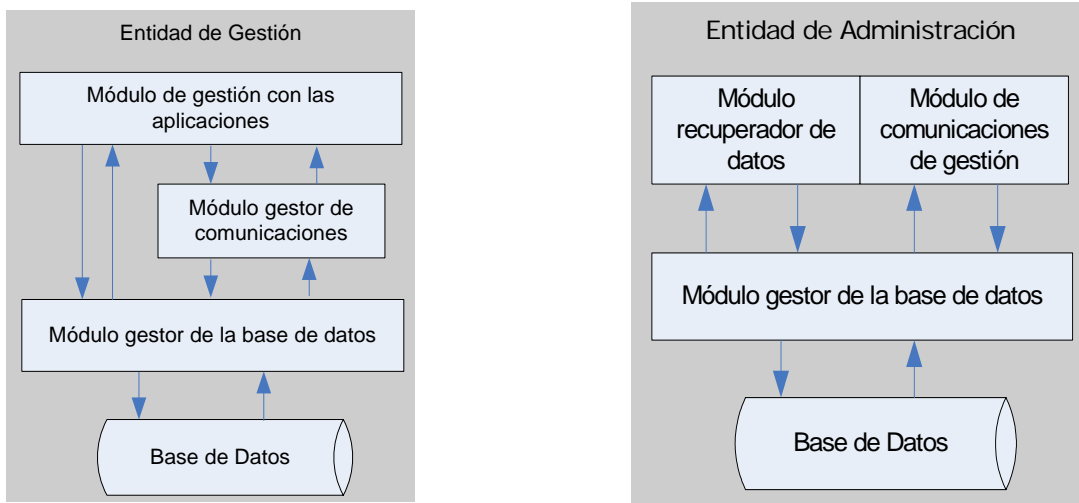 Entidad de Gestión
Módulo de gestión con las
aplicaciones
Módulo gestor de
comunicaciones
Módulo gestor de la base de datos
Base de Datos
Entidad de Administración
Módulo
recuperador de
datos
Módulo de
comunicaciones
de gestión
Módulo gestor de la base de datos
Base de Datos